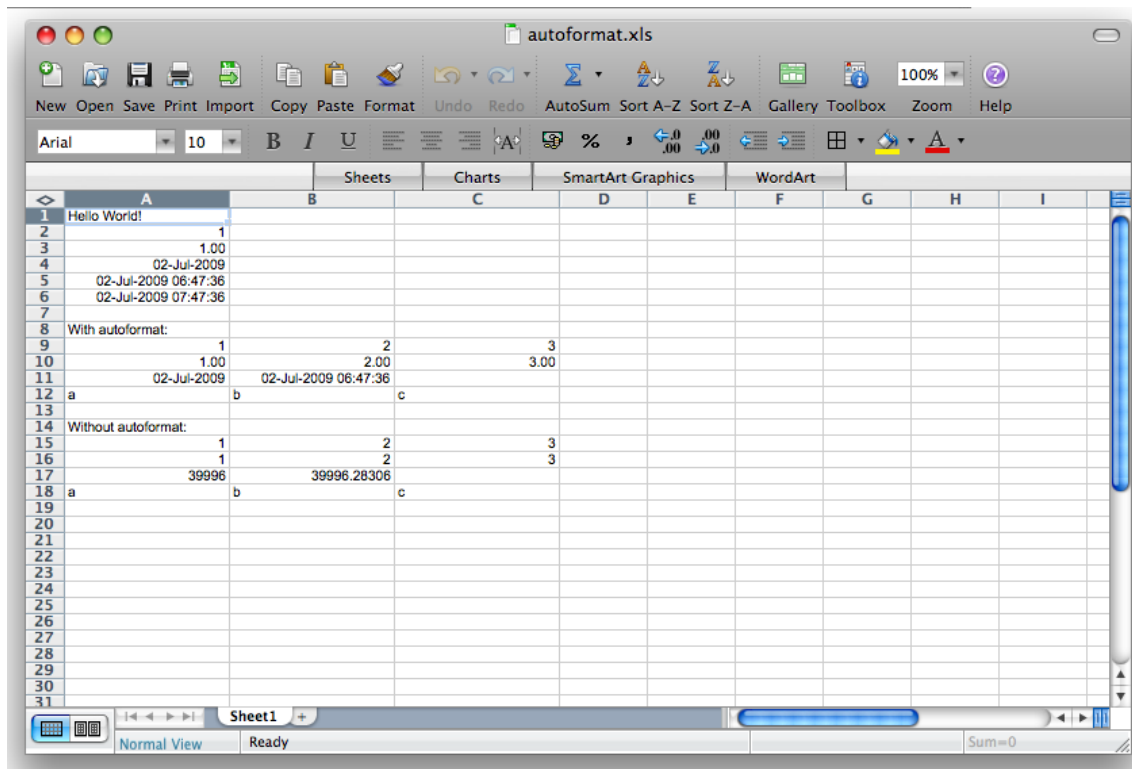 autoformat.xls
New Open Save Print Import Copy Paste Format Undo Redo AutoSum Sort A-Z Sort Z-A Gallery Toolbox Zoom Help
100%
Arial 10 B I U A % , .0 .00 .00 .0 A
Sheets Charts SmartArt Graphics WordArt
A B C D E F G H I
1 Hello World!
2 1
3 1.00
4 02-Jul-2009
5 02-Jul-2009 06:47:36
6 02-Jul-2009 07:47:36
7
8 With autoformat:
9 1 2 3
10 1.00 2.00 3.00
11 02-Jul-2009 02-Jul-2009 06:47:36
12 a b c
13
14 Without autoformat:
15 1 2 3
16 1 2 3
17 39996 39996.28306
18 a b c
19
20
21
22
23
24
25
26
27
28
29
30
31
Sheet1
Normal View Ready Sum=0